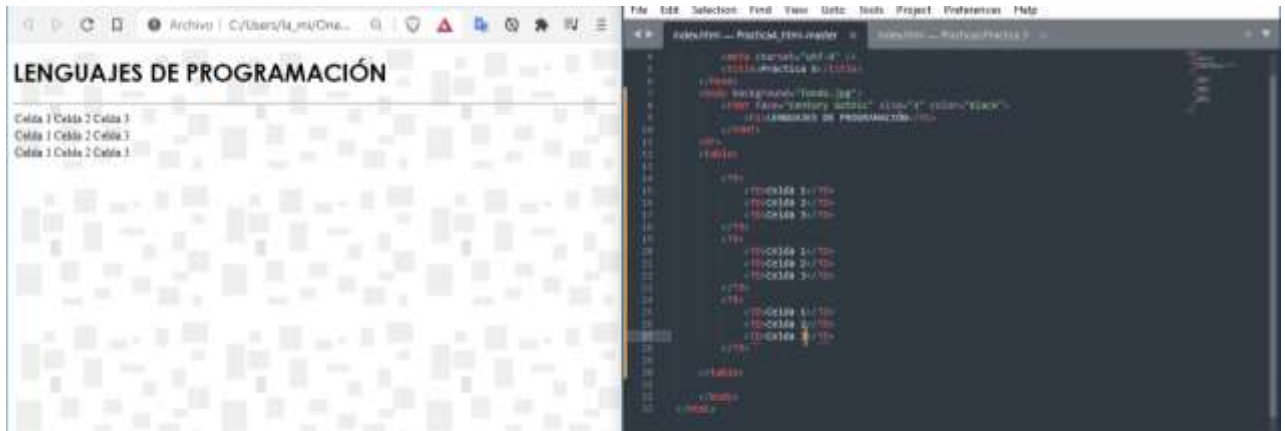 Archivo | C:/Users/la_mi/One...
LENGUAJES DE PROGRAMACIÓN
Celda 1 Celda 2 Celda 3
Celda 1 Celda 2 Celda 3
Celda 1 Celda 2 Celda 3
File Edit Selection Find View Goto Tools Project Preferences Help
<meta charset="utf-8" />
</head>
<body background="fondo.jpg">
<font face="century gothic" size="4" color="black">
<h1>LENGUAJES DE PROGRAMACIÓN</h1>
</font>
<hr>
<table>
<TR>
<TD>Celda 1</TD>
<TD>Celda 2</TD>
<TD>Celda 3</TD>
</TR>
<TR>
<TD>Celda 1</TD>
<TD>Celda 2</TD>
<TD>Celda 3</TD>
</TR>
<TR>
<TD>Celda 1</TD>
<TD>Celda 2</TD>
<TD>Celda 3</TD>
</TR>
</table>
</body>
</html>